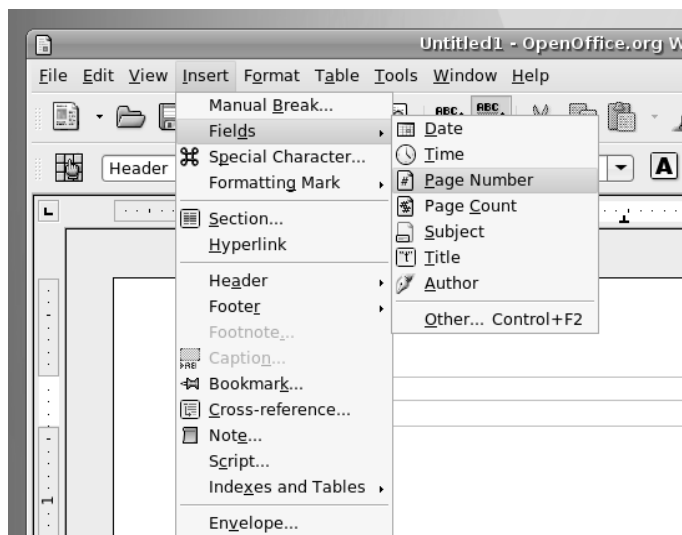 Untitled1 - OpenOffice.org W
File Edit View Insert Format Table Tools Window Help
ABC ABC
Header
Manual Break...
Fields
Special Character...
Formatting Mark
Section...
Hyperlink
Header
Footer
Footnote...
Caption...
Bookmark...
Cross-reference...
Note...
Script...
Indexes and Tables
Envelope...
Date
Time
Page Number
Page Count
Subject
Title
Author
Other... Control+F2
A
L
1